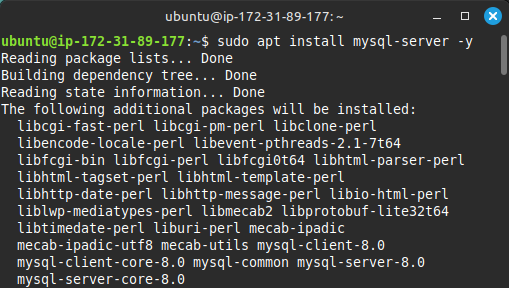 ubuntu@ip-172-31-89-177: ~
ubuntu@ip-172-31-89-177:~$ sudo apt install mysql-server -y
Reading package lists... Done
Building dependency tree... Done
Reading state information... Done
The following additional packages will be installed:
  libcgi-fast-perl libcgi-pm-perl libclone-perl
  libencode-locale-perl libevent-pthreads-2.1-7t64
  libfcgi-bin libfcgi-perl libfcgi0t64 libhtml-parser-perl
  libhtml-tagset-perl libhtml-template-perl
  libhttp-date-perl libhttp-message-perl libio-html-perl
  liblwp-mediatypes-perl libmecab2 libprotobuf-lite32t64
  libtimedate-perl liburi-perl mecab-ipadic
  mecab-ipadic-utf8 mecab-utils mysql-client-8.0
  mysql-client-core-8.0 mysql-common mysql-server-8.0
  mysql-server-core-8.0